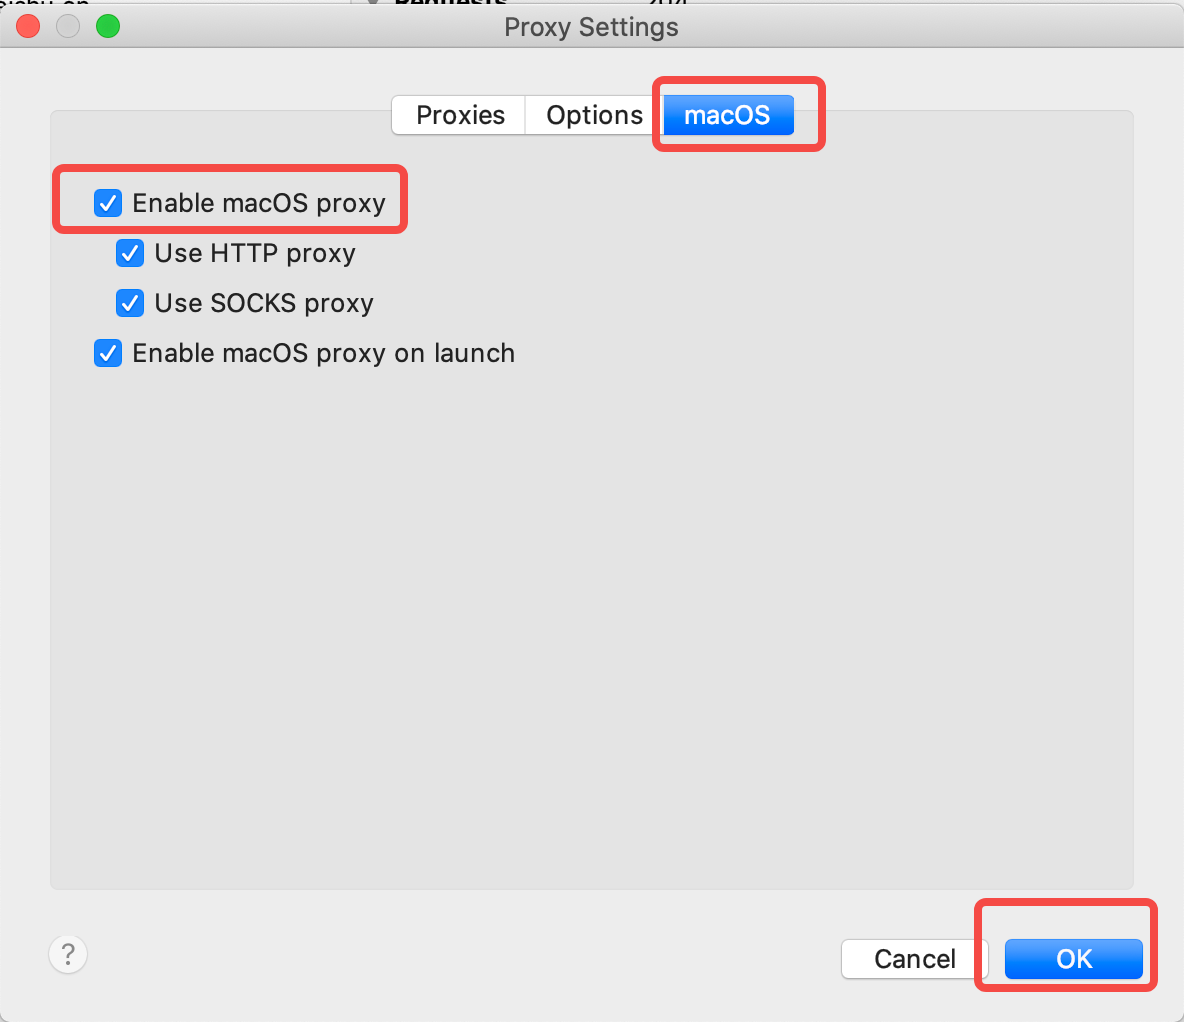 Requests
Proxy Settings
Proxies Options macOS
Enable macOS proxy
Use HTTP proxy
Use SOCKS proxy
Enable macOS proxy on launch
?
Cancel OK